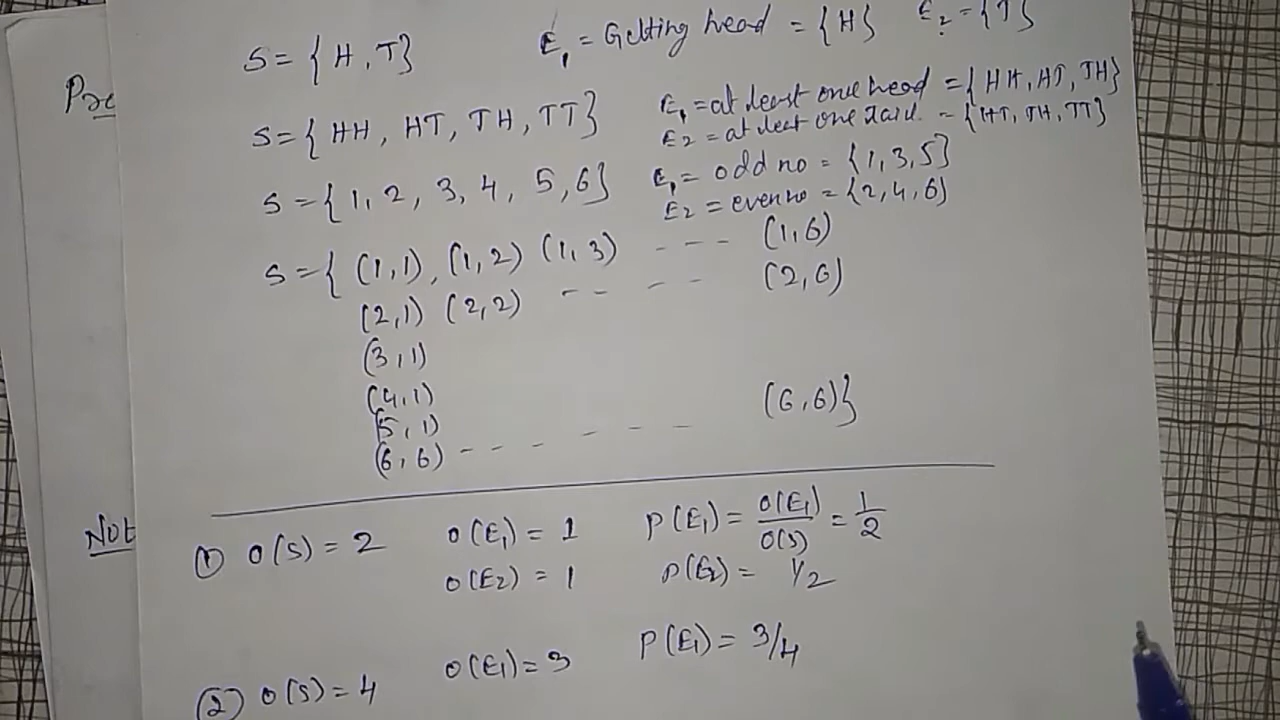 S = { H, T} E₁ = Getting head = {H} E₂ = {T}
Pre
S = { HH, HT, TH, TT} E₁ = at least one head = { HH, HT, TH}
E₂ = at lect one tail = {HT, TH, TT}
S = { 1, 2, 3, 4, 5, 6} E₁ = odd no = {1, 3, 5}
E₂ = even no = {2, 4, 6}
S = { (1,1), (1,2) (1,3) - - - - (1,6)
(2,1) (2,2) - - - - (2,6)
(3,1)
(4,1)
(5,1)
(6,6) - - - - - - (6,6)}
Not
① O(S) = 2 O(E₁) = 1 P(E₁) = O(E₁)/O(S) = 1/2
O(E₂) = 1 P(E₂) = 1/2
② O(S) = 4 O(E₁) = 3 P(E₁) = 3/4